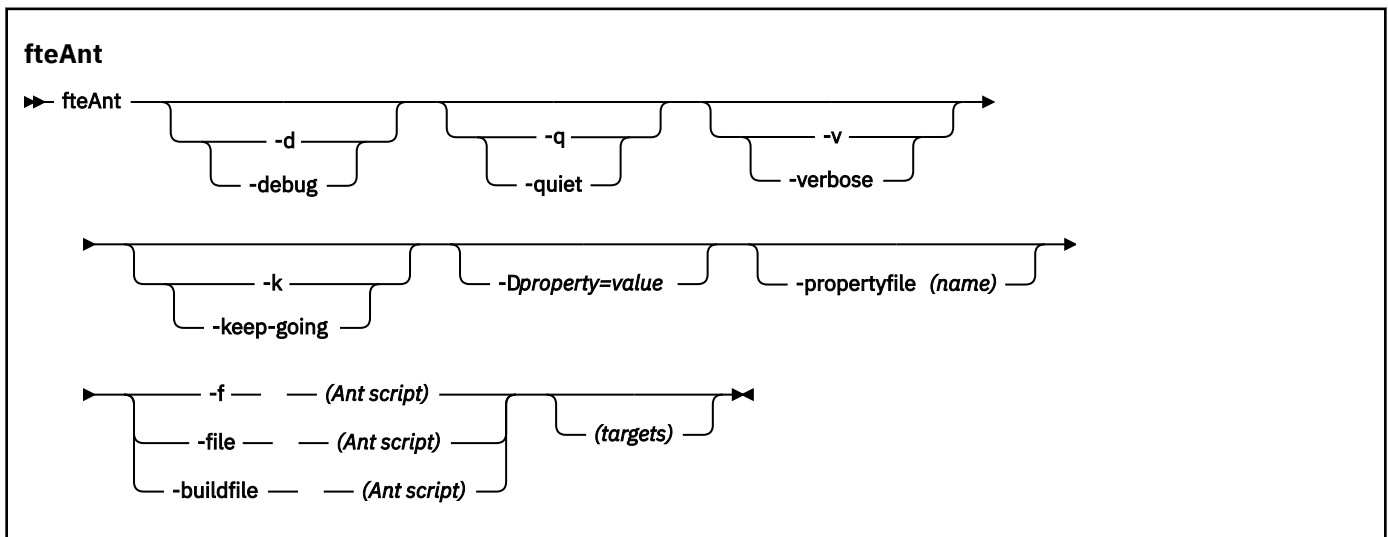 fteAnt
fteAnt
-d
-debug
-q
-quiet
-v
-verbose
-k
-keep-going
-Dproperty=value
-propertyfile (name)
-f (Ant script)
-file (Ant script)
-buildfile (Ant script)
(targets)